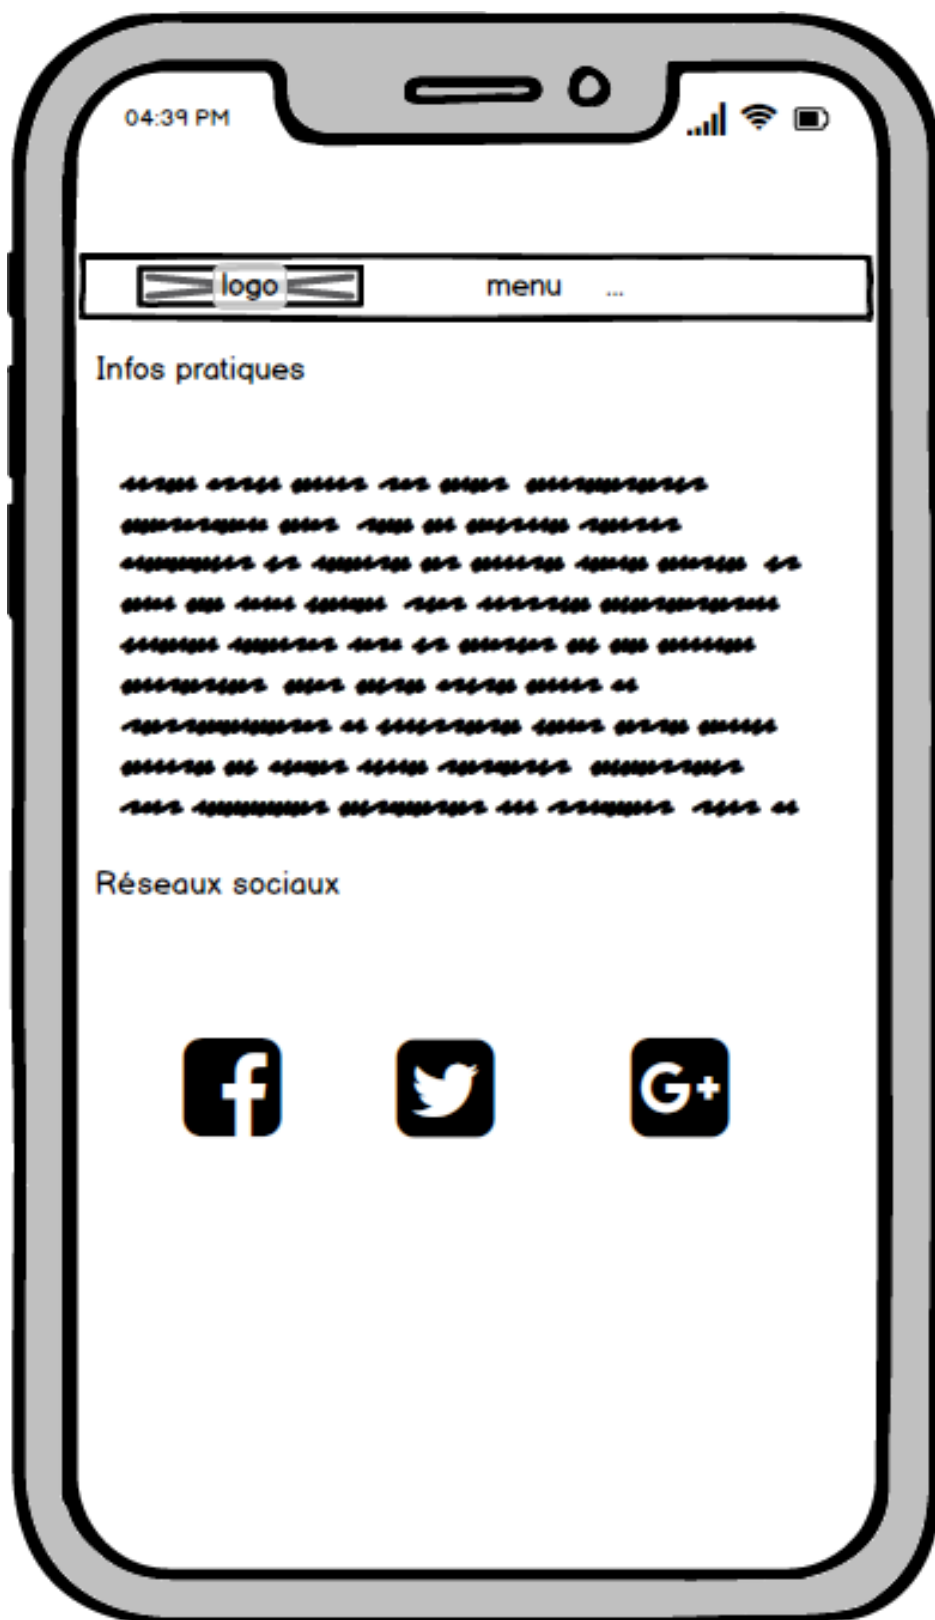 04:39 PM
logo menu ...
Infos pratiques
Réseaux sociaux
f G+